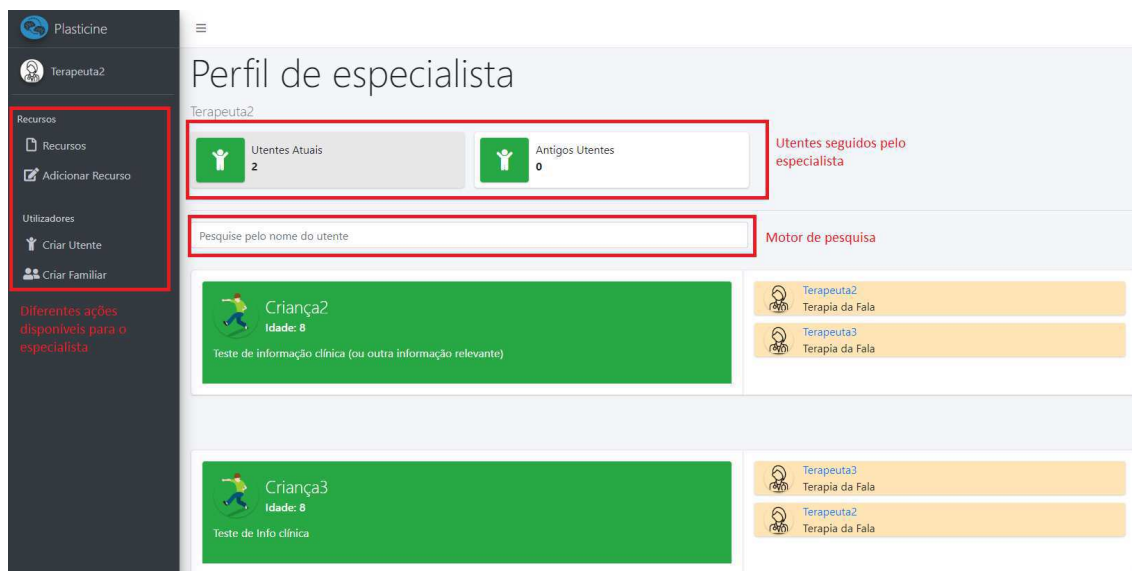 Plasticine
Terapeuta2
Recursos
Recursos
Adicionar Recurso
Utilizadores
Criar Utente
Criar Familiar
Diferentes ações
disponiveis para o
especialista
Perfil de especialista
Terapeuta2
Utentes Atuais
2
Antigos Utentes
0
Utentes seguidos pelo
especialista
Pesquise pelo nome do utente
Motor de pesquisa
Criança2
Idade: 8
Teste de informação clínica (ou outra informação relevante)
Terapeuta2
Terapia da Fala
Terapeuta3
Terapia da Fala
Criança3
Idade: 8
Teste de Info clínica
Terapeuta3
Terapia da Fala
Terapeuta2
Terapia da Fala